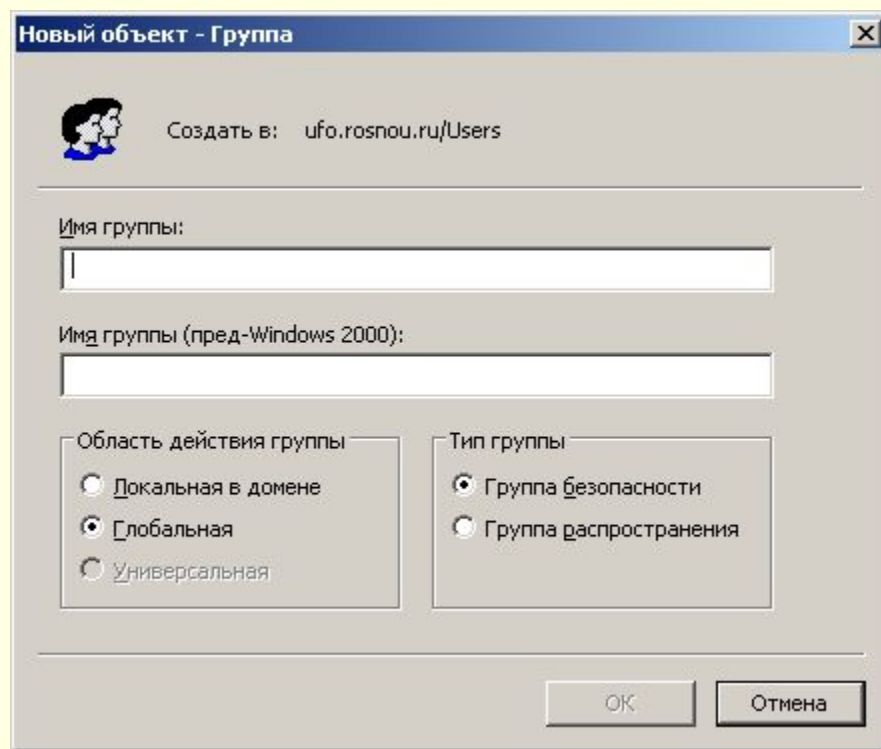 Новый объект - Группа
Создать в: ufo.rosnou.ru/Users
Имя группы:
Имя группы (пред-Windows 2000):
Область действия группы
Локальная в домене
Глобальная
Универсальная
Тип группы
Группа безопасности
Группа распространения
OK
Отмена